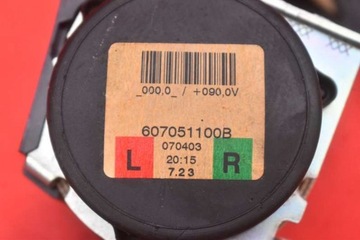 _000,0_ / +090,0V
607051100B
070403
L 20:15 R
7.23